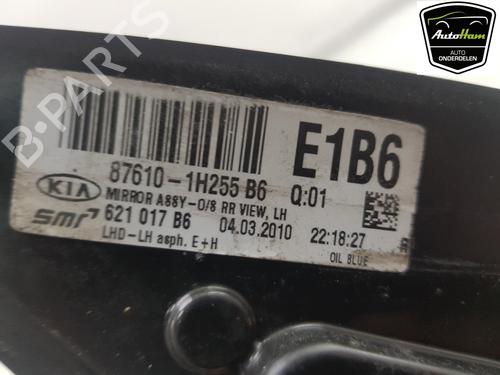 AutoHam
AUTO
ONDERDELEN
B-PARTS
E1B6
87610-1H255 B6 Q:01
KIA
MIRROR ASSY-O/S RR VIEW, LH
smr 621 017 B6 04.03.2010 22:18:27
LHD-LH asph. E+H OIL BLUE